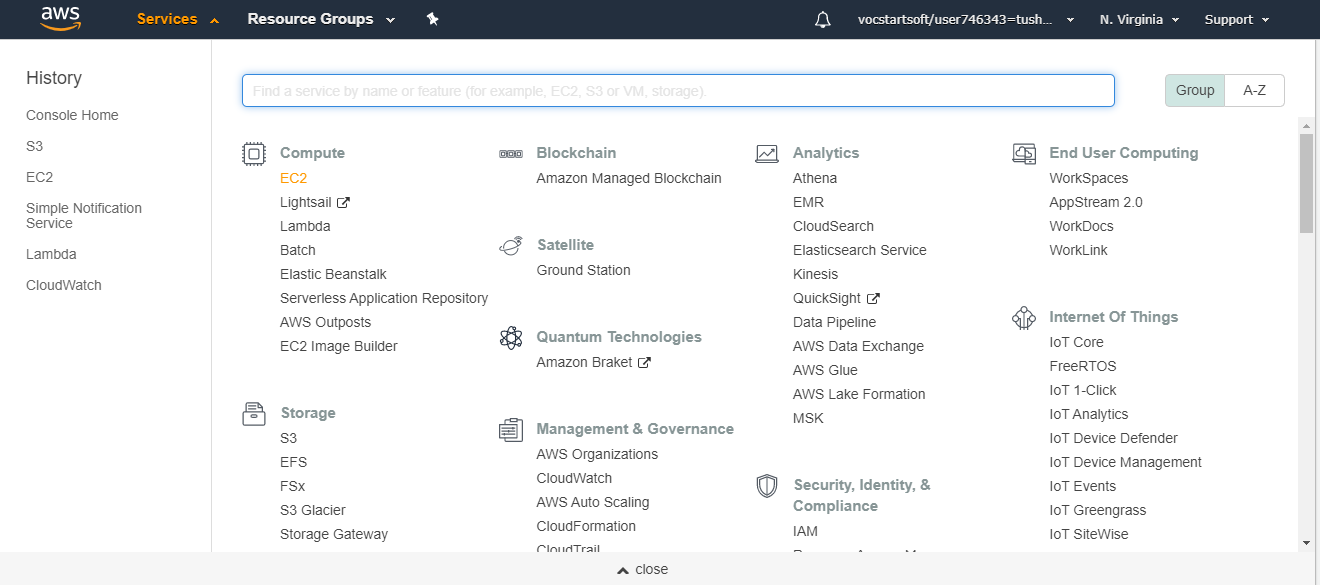 aws
Services
Resource Groups
vocstartsoft/user746343=tush...
N. Virginia
Support
History
Console Home
S3
EC2
Simple Notification
Service
Lambda
CloudWatch
Find a service by name or feature (for example, EC2, S3 or VM, storage).
Group
A-Z
Compute
EC2
Lightsail
Lambda
Batch
Elastic Beanstalk
Serverless Application Repository
AWS Outposts
EC2 Image Builder
Storage
S3
EFS
FSx
S3 Glacier
Storage Gateway
Blockchain
Amazon Managed Blockchain
Satellite
Ground Station
Quantum Technologies
Amazon Braket
Management & Governance
AWS Organizations
CloudWatch
AWS Auto Scaling
CloudFormation
CloudTrail
Analytics
Athena
EMR
CloudSearch
Elasticsearch Service
Kinesis
QuickSight
Data Pipeline
AWS Data Exchange
AWS Glue
AWS Lake Formation
MSK
Security, Identity, &
Compliance
IAM
End User Computing
WorkSpaces
AppStream 2.0
WorkDocs
WorkLink
Internet Of Things
IoT Core
FreeRTOS
IoT 1-Click
IoT Analytics
IoT Device Defender
IoT Device Management
IoT Events
IoT Greengrass
IoT SiteWise
close